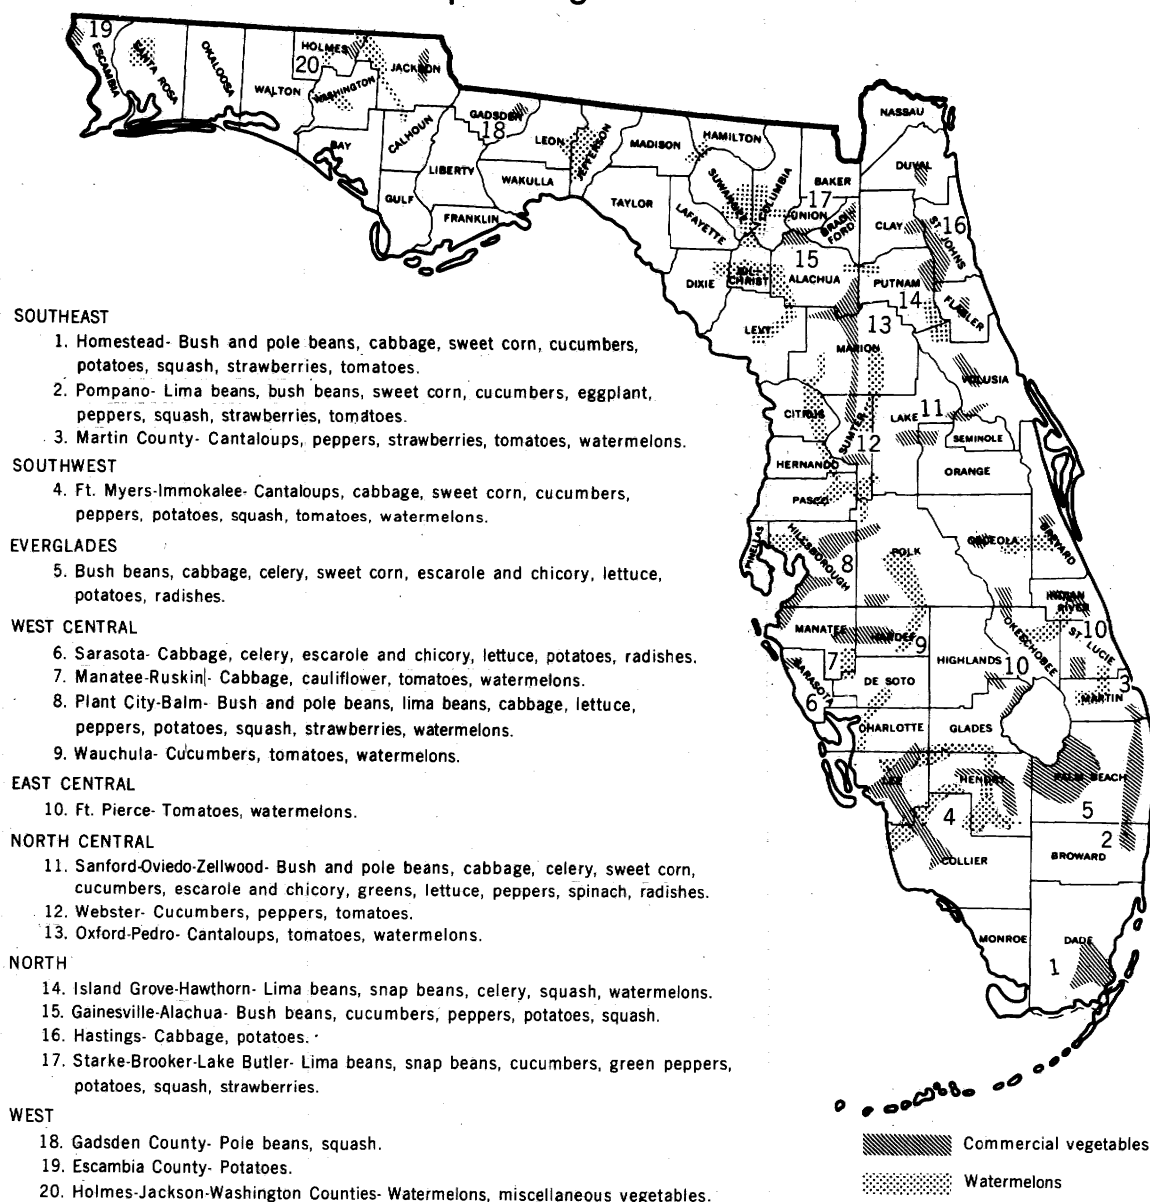 SOUTHEAST
1. Homestead- Bush and pole beans, cabbage, sweet corn, cucumbers,
potatoes, squash, strawberries, tomatoes.
2. Pompano- Lima beans, bush beans, sweet corn, cucumbers, eggplant,
peppers, squash, strawberries, tomatoes.
3. Martin County- Cantaloups, peppers, strawberries, tomatoes, watermelons.
SOUTHWEST
4. Ft. Myers-Immokalee- Cantaloups, cabbage, sweet corn, cucumbers,
peppers, potatoes, squash, tomatoes, watermelons.
EVERGLADES
5. Bush beans, cabbage, celery, sweet corn, escarole and chicory, lettuce,
potatoes, radishes.
WEST CENTRAL
6. Sarasota- Cabbage, celery, escarole and chicory, lettuce, potatoes, radishes.
7. Manatee-Ruskin- Cabbage, cauliflower, tomatoes, watermelons.
8. Plant City-Balm- Bush and pole beans, lima beans, cabbage, lettuce,
peppers, potatoes, squash, strawberries, watermelons.
9. Wauchula- Cucumbers, tomatoes, watermelons.
EAST CENTRAL
10. Ft. Pierce- Tomatoes, watermelons.
NORTH CENTRAL
11. Sanford-Oviedo-Zellwood- Bush and pole beans, cabbage, celery, sweet corn,
cucumbers, escarole and chicory, greens, lettuce, peppers, spinach, radishes.
12. Webster- Cucumbers, peppers, tomatoes.
13. Oxford-Pedro- Cantaloups, tomatoes, watermelons.
NORTH
14. Island Grove-Hawthorn- Lima beans, snap beans, celery, squash, watermelons.
15. Gainesville-Alachua- Bush beans, cucumbers, peppers, potatoes, squash.
16. Hastings- Cabbage, potatoes.
17. Starke-Brooker-Lake Butler- Lima beans, snap beans, cucumbers, green peppers,
potatoes, squash, strawberries.
WEST
18. Gadsden County- Pole beans, squash.
19. Escambia County- Potatoes.
20. Holmes-Jackson-Washington Counties- Watermelons, miscellaneous vegetables.
19
ESCAMBIA
SANTA ROSA
OKALOOSA
WALTON
HOLMES
20
WASHINGTON
JACKSON
BAY
CALHOUN
GULF
GADSDEN
18
LIBERTY
FRANKLIN
LEON
WAKULLA
JEFFERSON
MADISON
TAYLOR
HAMILTON
SUWANNEE
LAFAYETTE
COLUMBIA
DIXIE
GIL-
CHRIST
BAKER
17
UNION
BRAD-
FORD
NASSAU
DUVAL
CLAY
16
ST. JOHNS
15
ALACHUA
PUTNAM
14
FLAGLER
LEVY
13
MARION
VOLUSIA
CITRUS
SUMTER
12
LAKE
11
SEMINOLE
ORANGE
HERNANDO
PASCO
PINELLAS
HILLSBOROUGH
8
POLK
OSCEOLA
BREVARD
INDIAN
RIVER
MANATEE
HARDEE
9
7
HIGHLANDS
10
OKEECHOBEE
ST. LUCIE
10
SARASOTA
6
DE SOTO
MARTIN
3
CHARLOTTE
GLADES
LEE
HENDRY
PALM BEACH
4
5
2
COLLIER
BROWARD
MONROE
DADE
1
Commercial vegetables
Watermelons